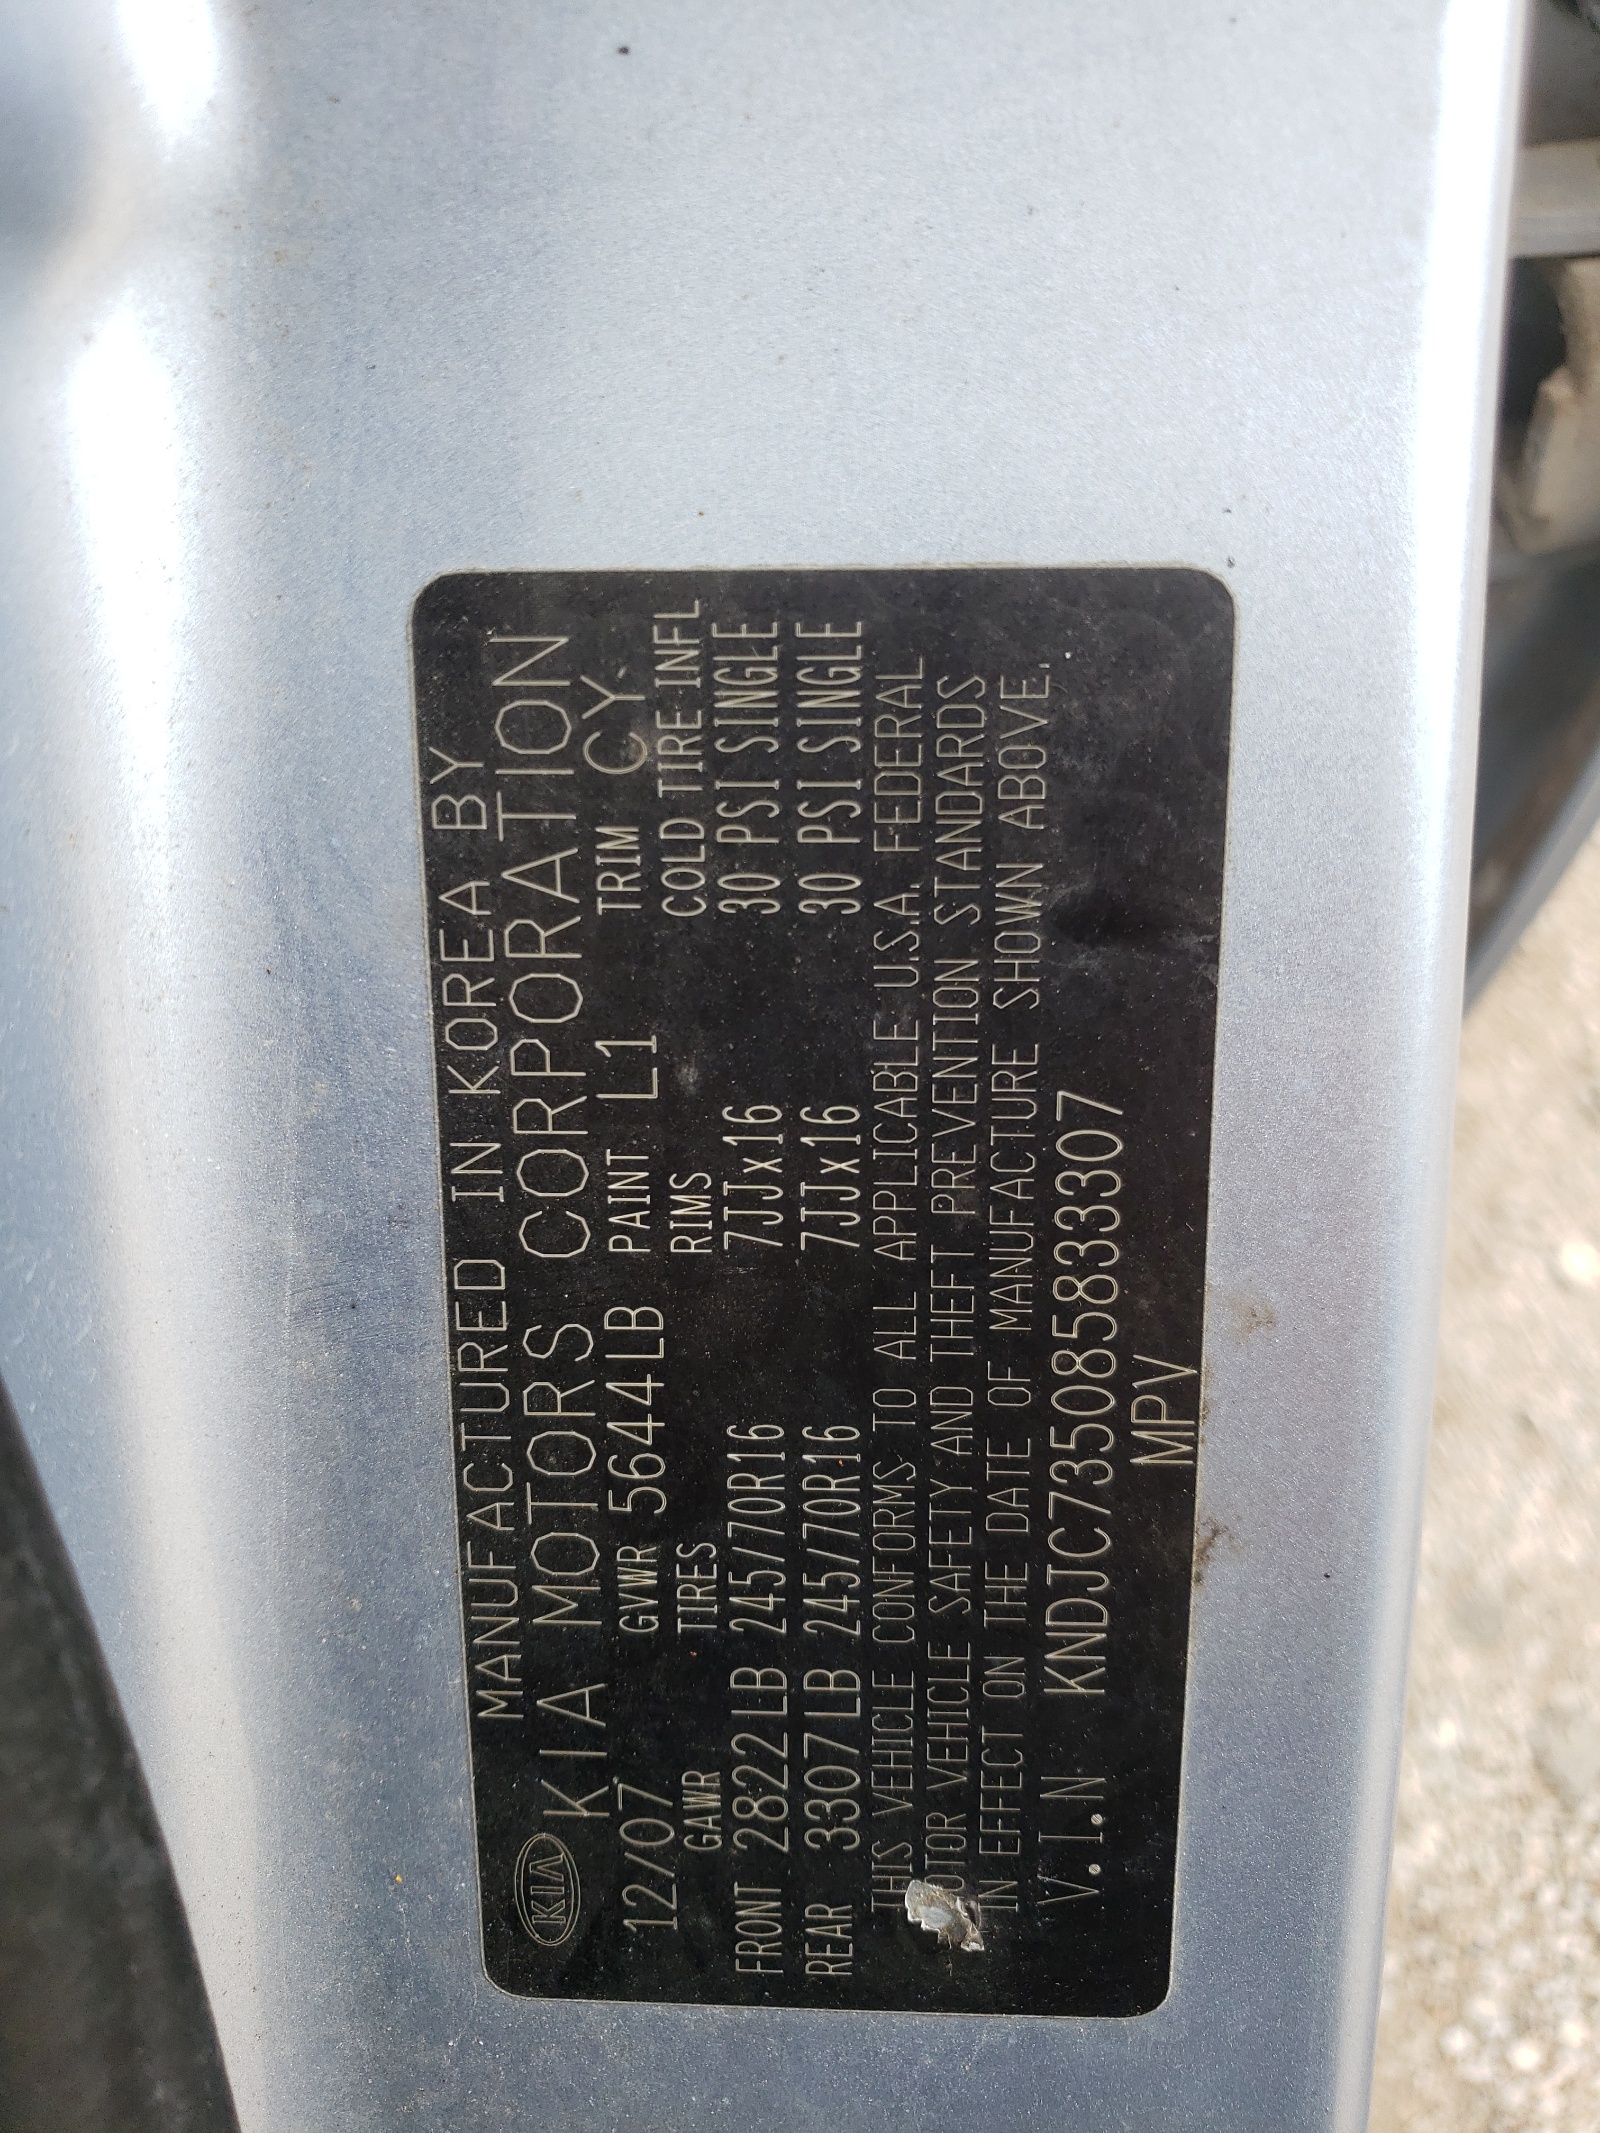 MANUFACTURED IN KOREA BY
KIA KIA MOTORS CORPORATION
12/07 GVWR 5644LB PAINT L1 TRIM CY
GAWR TIRES RIMS COLD TIRE INFL
FRONT 2822LB 245/70R16 7JJx16 30 PSI SINGLE
REAR 3307LB 245/70R16 7JJx16 30 PSI SINGLE
THIS VEHICLE CONFORMS TO ALL APPLICABLE U.S.A. FEDERAL
MOTOR VEHICLE SAFETY AND THEFT PREVENTION STANDARDS
IN EFFECT ON THE DATE OF MANUFACTURE SHOWN ABOVE.
V.I.N KNDJC735085833307
MPV